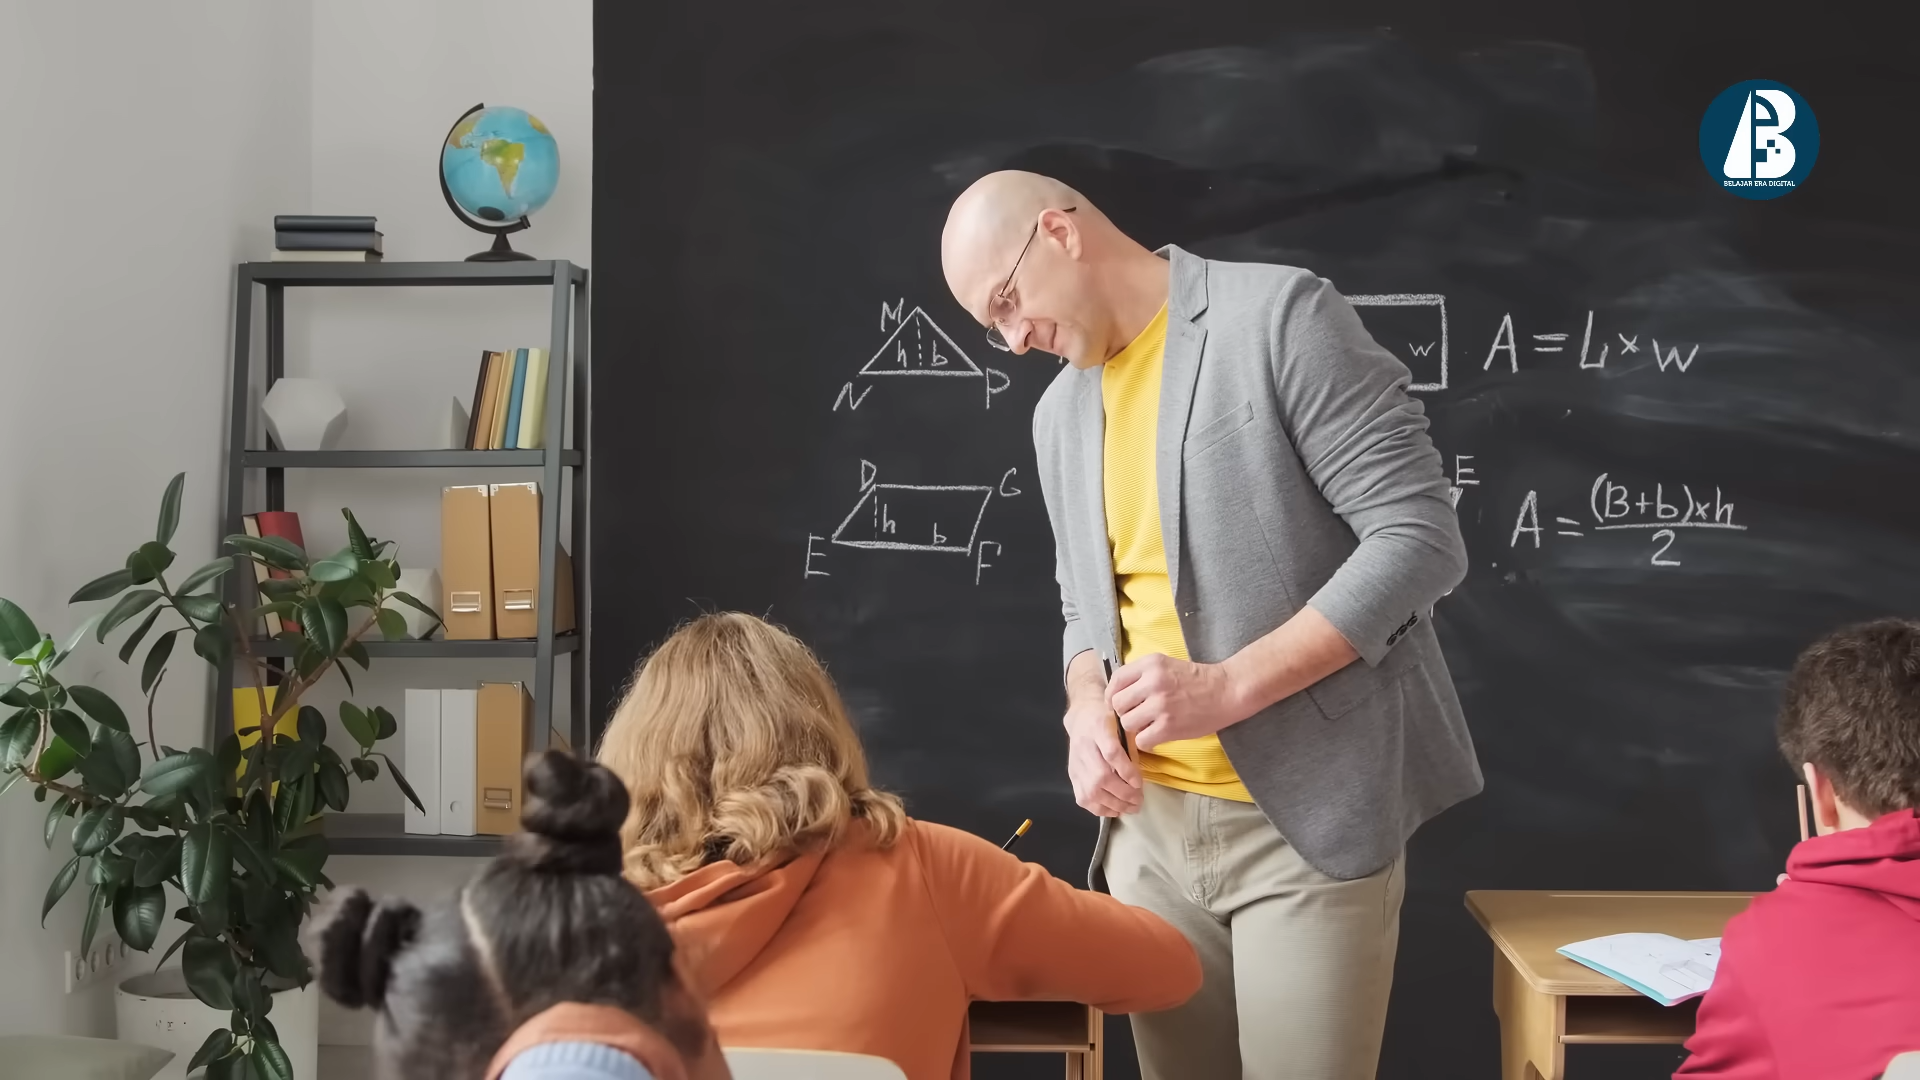 BELAJAR ERA DIGITAL
M
h b
N P
w
A = L × w
D G
h b
E F
E
A = (B+b)×h
2